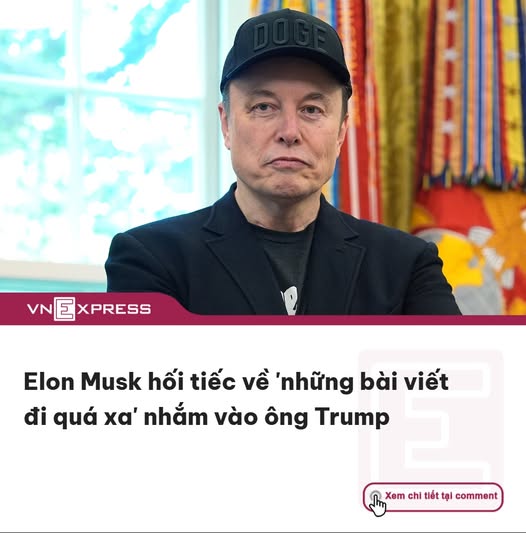 DOGE
VNEXPRESS
Elon Musk hối tiếc về 'những bài viết
đi quá xa' nhắm vào ông Trump
Xem chi tiết tại comment